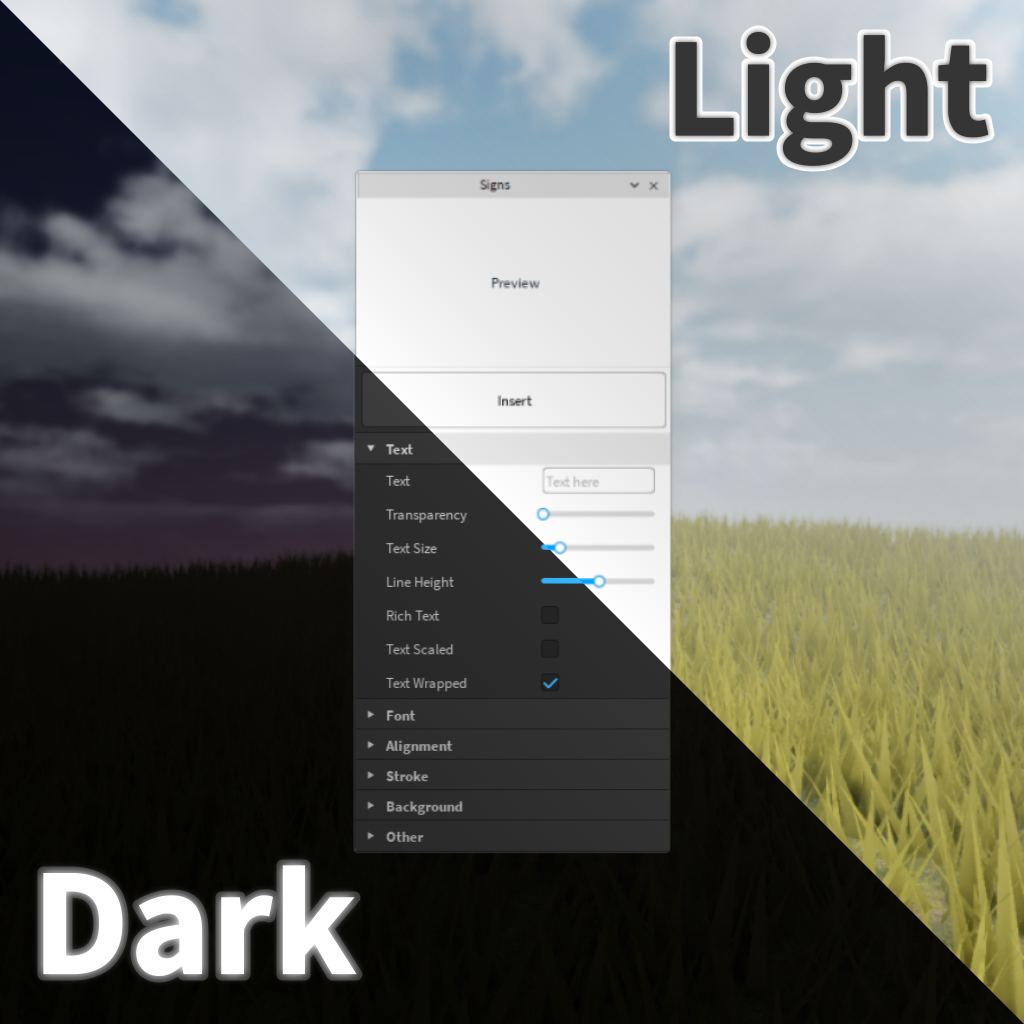 Light
Signs
Preview
Insert
Text
Text Text here
Transparency
Text Size
Line Height
Rich Text
Text Scaled
Text Wrapped
Font
Alignment
Stroke
Background
Other
Dark